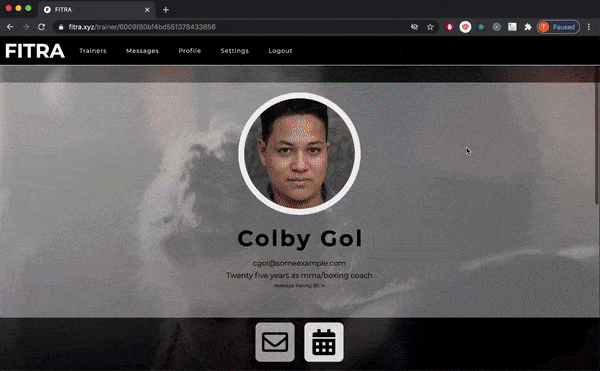 FITRA
fitra.xyz/trainer/6009f80bf4bd551378433856
Paused
FITRA
Trainers
Messages
Profile
Settings
Logout
Colby Gol
cgol@someexample.com
Twenty five years as mma/boxing coach
Average Rating: 80 %